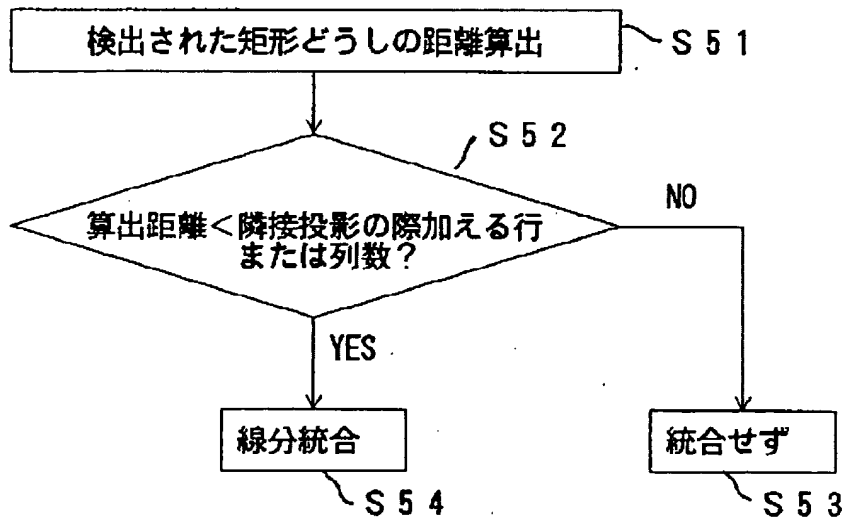 検出された矩形どうしの距離算出
S51
S52
算出距離<隣接投影の際加える行
または列数?
NO
YES
線分統合
統合せず
S54
S53